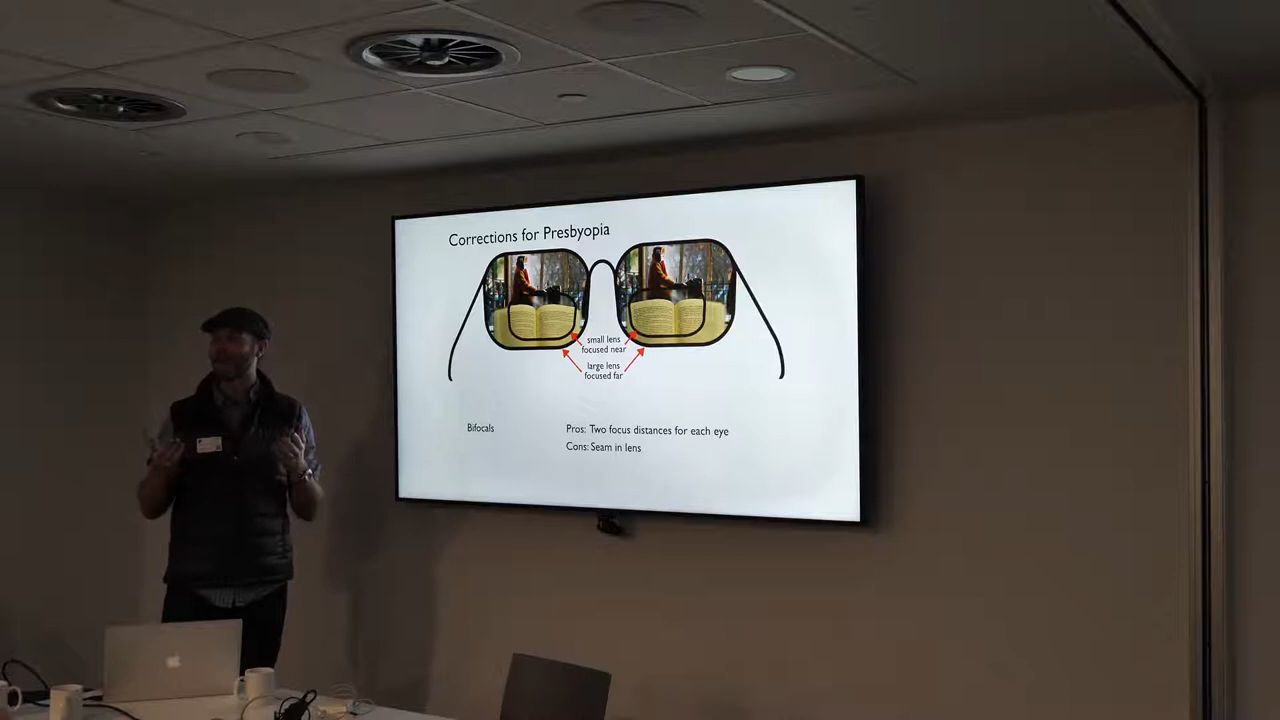 Corrections for Presbyopia
small lens
focused near
large lens
focused far
Bifocals
Pros: Two focus distances for each eye
Cons: Seam in lens